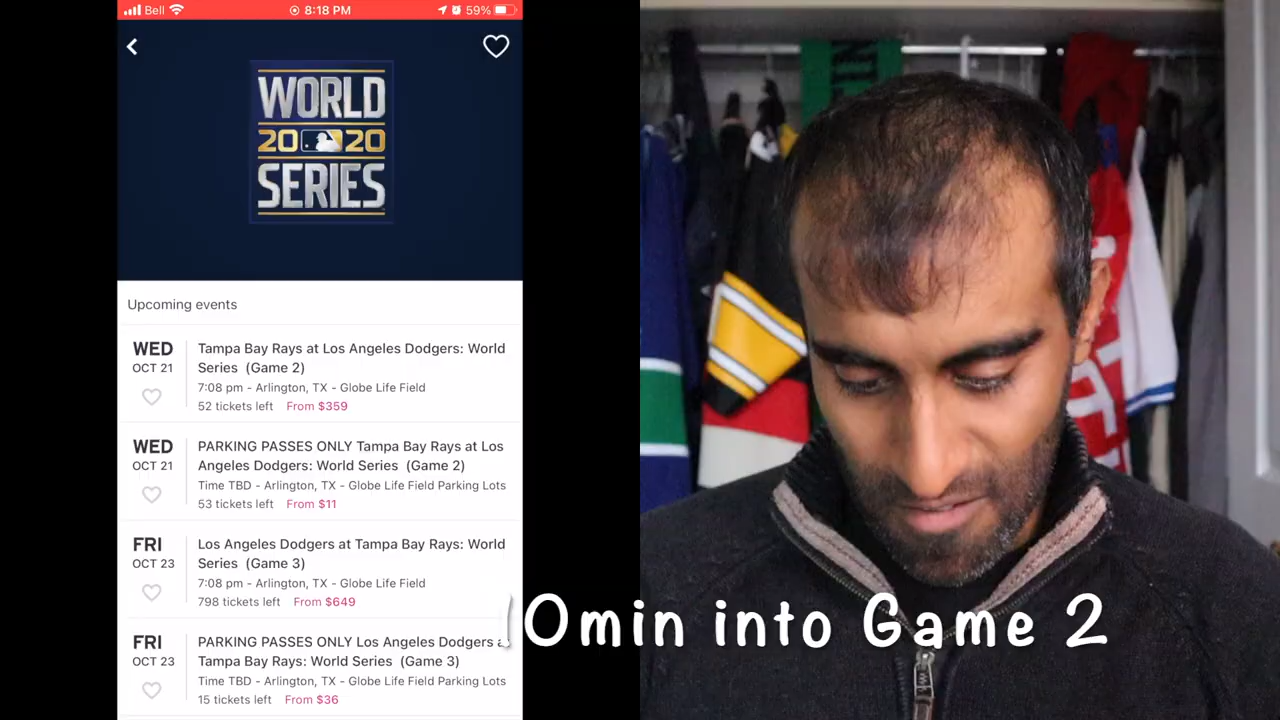 Bell 8:18 PM 59%
WORLD
2020
SERIES
Upcoming events
WED
OCT 21
Tampa Bay Rays at Los Angeles Dodgers: World
Series (Game 2)
7:08 pm - Arlington, TX - Globe Life Field
52 tickets left From $359
WED
OCT 21
PARKING PASSES ONLY Tampa Bay Rays at Los
Angeles Dodgers: World Series (Game 2)
Time TBD - Arlington, TX - Globe Life Field Parking Lots
53 tickets left From $11
FRI
OCT 23
Los Angeles Dodgers at Tampa Bay Rays: World
Series (Game 3)
7:08 pm - Arlington, TX - Globe Life Field
798 tickets left From $649
FRI
OCT 23
PARKING PASSES ONLY Los Angeles Dodgers
Tampa Bay Rays: World Series (Game 3)
Time TBD - Arlington, TX - Globe Life Field Parking Lots
15 tickets left From $36
10min into Game 2